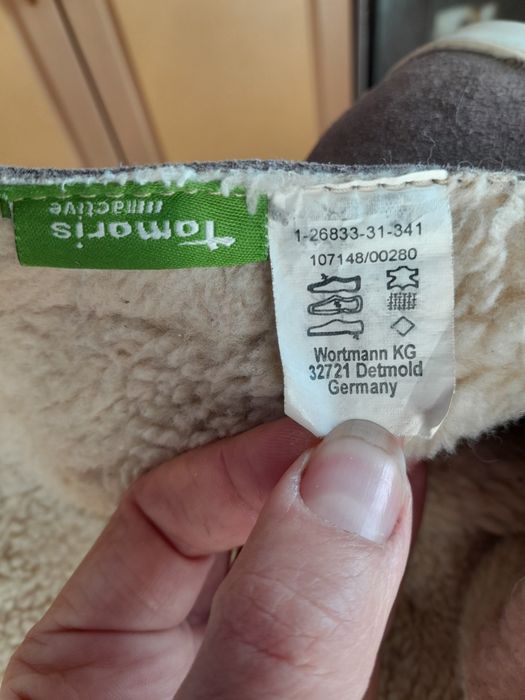 Tamaris
active
1-26833-31-341
107148/00280
Wortmann KG
32721 Detmold
Germany